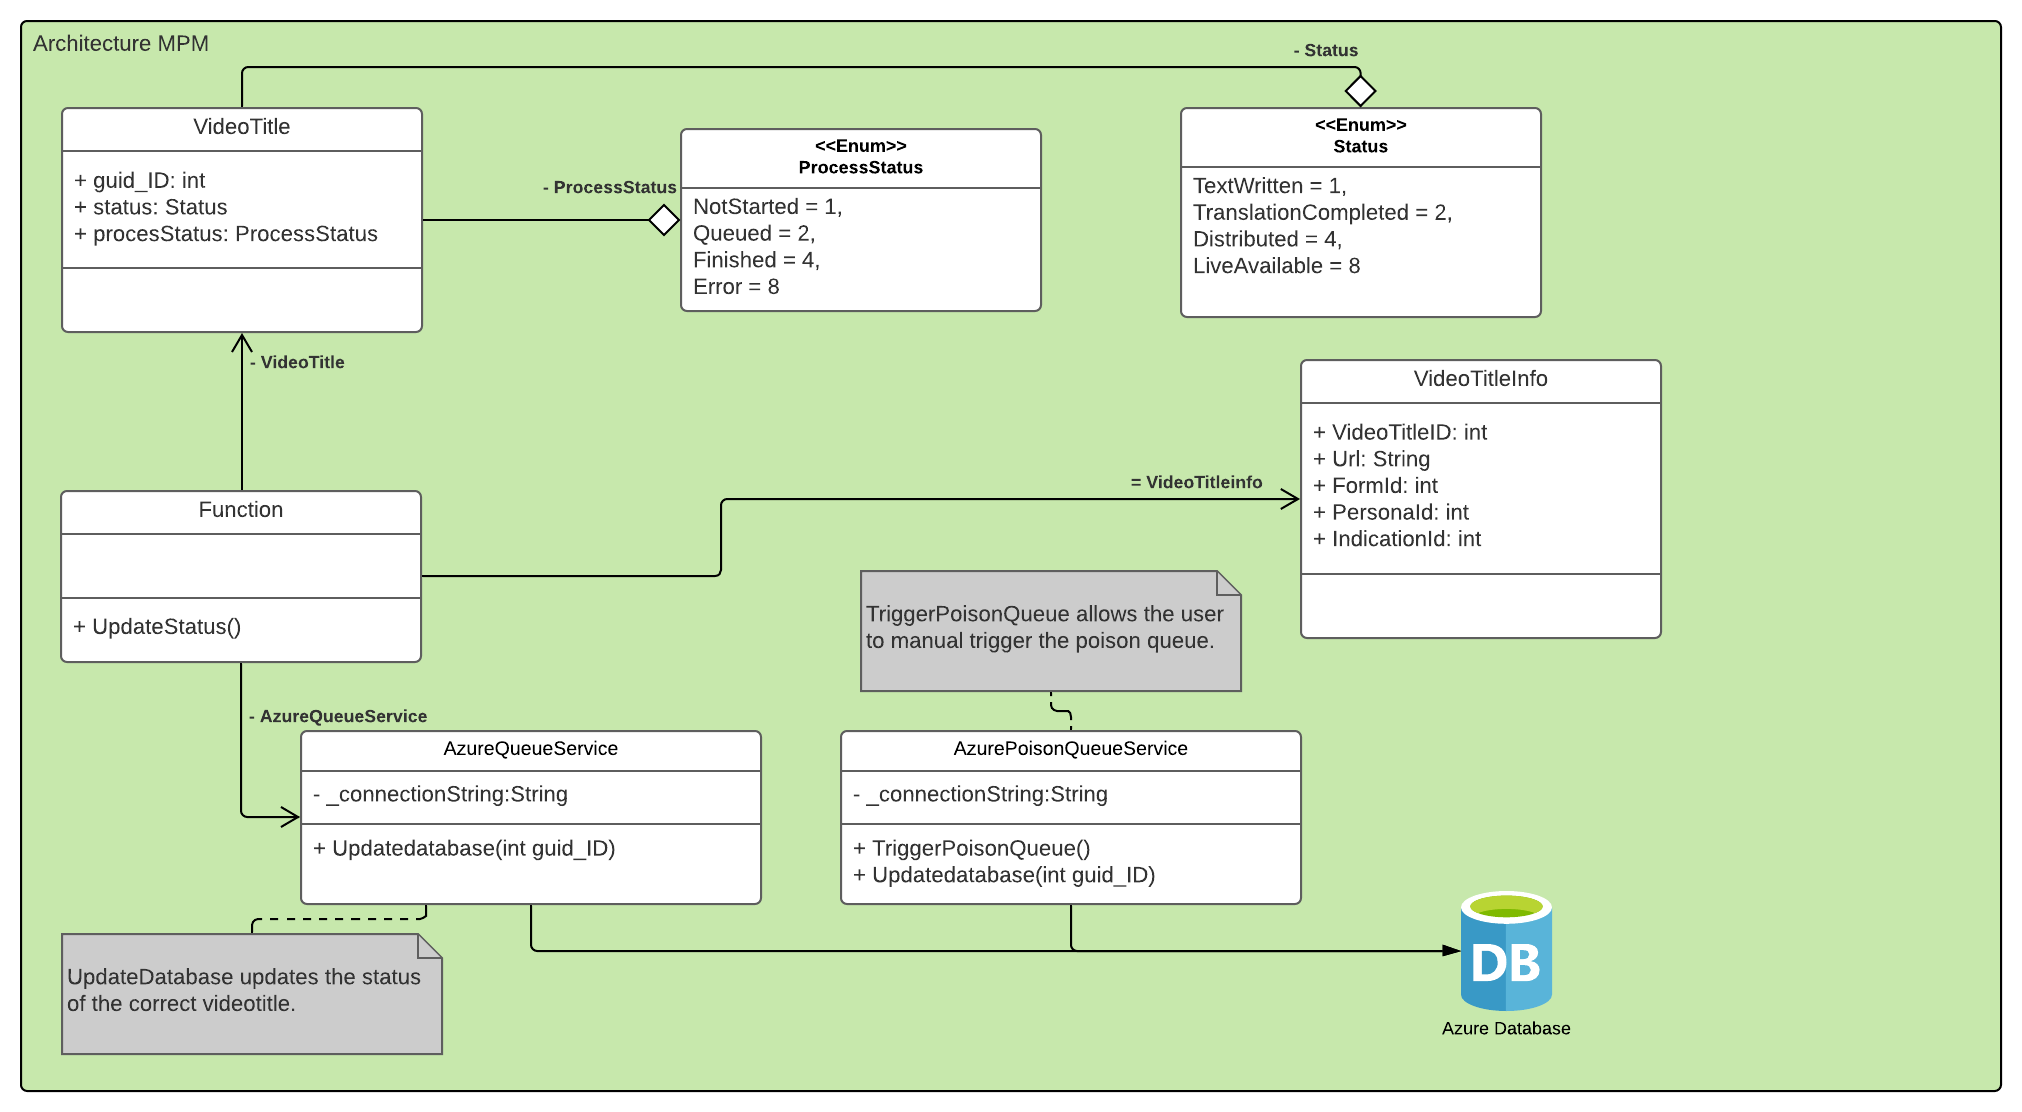 Architecture MPM
- Status
VideoTitle
+ guid_ID: int
+ status: Status
+ procesStatus: ProcessStatus
- ProcessStatus
<<Enum>>
ProcessStatus
NotStarted = 1,
Queued = 2,
Finished = 4,
Error = 8
<<Enum>>
Status
TextWritten = 1,
TranslationCompleted = 2,
Distributed = 4,
LiveAvailable = 8
- VideoTitle
VideoTitleInfo
+ VideoTitleID: int
+ Url: String
+ FormId: int
+ PersonaId: int
+ IndicationId: int
= VideoTitleinfo
Function
+ UpdateStatus()
TriggerPoisonQueue allows the user
to manual trigger the poison queue.
- AzureQueueService
AzureQueueService
- _connectionString:String
+ Updatedatabase(int guid_ID)
AzurePoisonQueueService
- _connectionString:String
+ TriggerPoisonQueue()
+ Updatedatabase(int guid_ID)
UpdateDatabase updates the status
of the correct videotitle.
DB
Azure Database